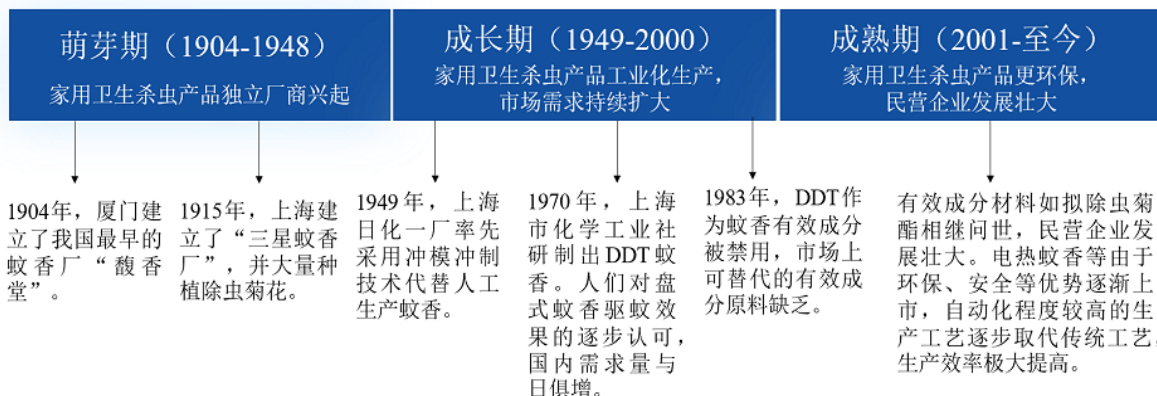 萌芽期（1904-1948）
家用卫生杀虫产品独立厂商兴起
成长期（1949-2000）
家用卫生杀虫产品工业化生产，
市场需求持续扩大
成熟期（2001-至今）
家用卫生杀虫产品更环保，
民营企业发展壮大
1904年，厦门建
立了我国最早的
蚊香厂“馥香
堂”。
1915年，上海建
立了“三星蚊香
厂”，并大量种
植除虫菊花。
1949年，上海
日化一厂率先
采用冲模冲制
技术代替人工
生产蚊香。
1970年，上海
市化学工业社
研制出DDT蚊
香。人们对盘
式蚊香驱蚊效
果的逐步认可，
国内需求量与
日俱增。
1983年，DDT作
为蚊香有效成分
被禁用，市场上
可替代的有效成
分原料缺乏。
有效成分材料如拟除虫菊
酯相继问世，民营企业发
展壮大。电热蚊香等由于
环保、安全等优势逐渐上
市，自动化程度较高的生
产工艺逐步取代传统工艺，
生产效率极大提高。